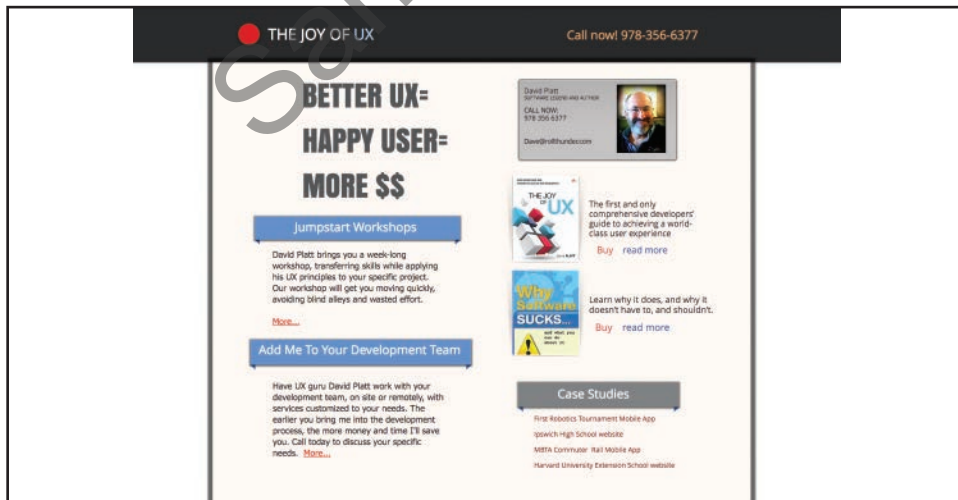 THE JOY OF UX
Call now! 978-356-6377
BETTER UX=
HAPPY USER=
MORE $$
Jumpstart Workshops
David Platt brings you a week-long
workshop, transferring skills while applying
his UX principles to your specific project.
Our workshop will get you moving quickly,
avoiding blind alleys and wasted effort.
More...
Add Me To Your Development Team
Have UX guru David Platt work with your
development team, on site or remotely, with
services customized to your needs. The
earlier you bring me into the development
process, the more money and time I'll save
you. Call today to discuss your specific
needs. More...
David Platt
SOFTWARE LEGEND AND AUTHOR
CALL NOW:
978 356 6377
Dave@rollthunder.com
THE JOY
OF UX
The first and only
comprehensive developers'
guide to achieving a world-
class user experience
Buy read more
Why
Software
SUCKS...
Learn why it does, and why it
doesn't have to, and shouldn't.
Buy read more
Case Studies
First Robotics Tournament Mobile App
Ipswich High School website
MBTA Commuter Rail Mobile App
Harvard University Extension School website